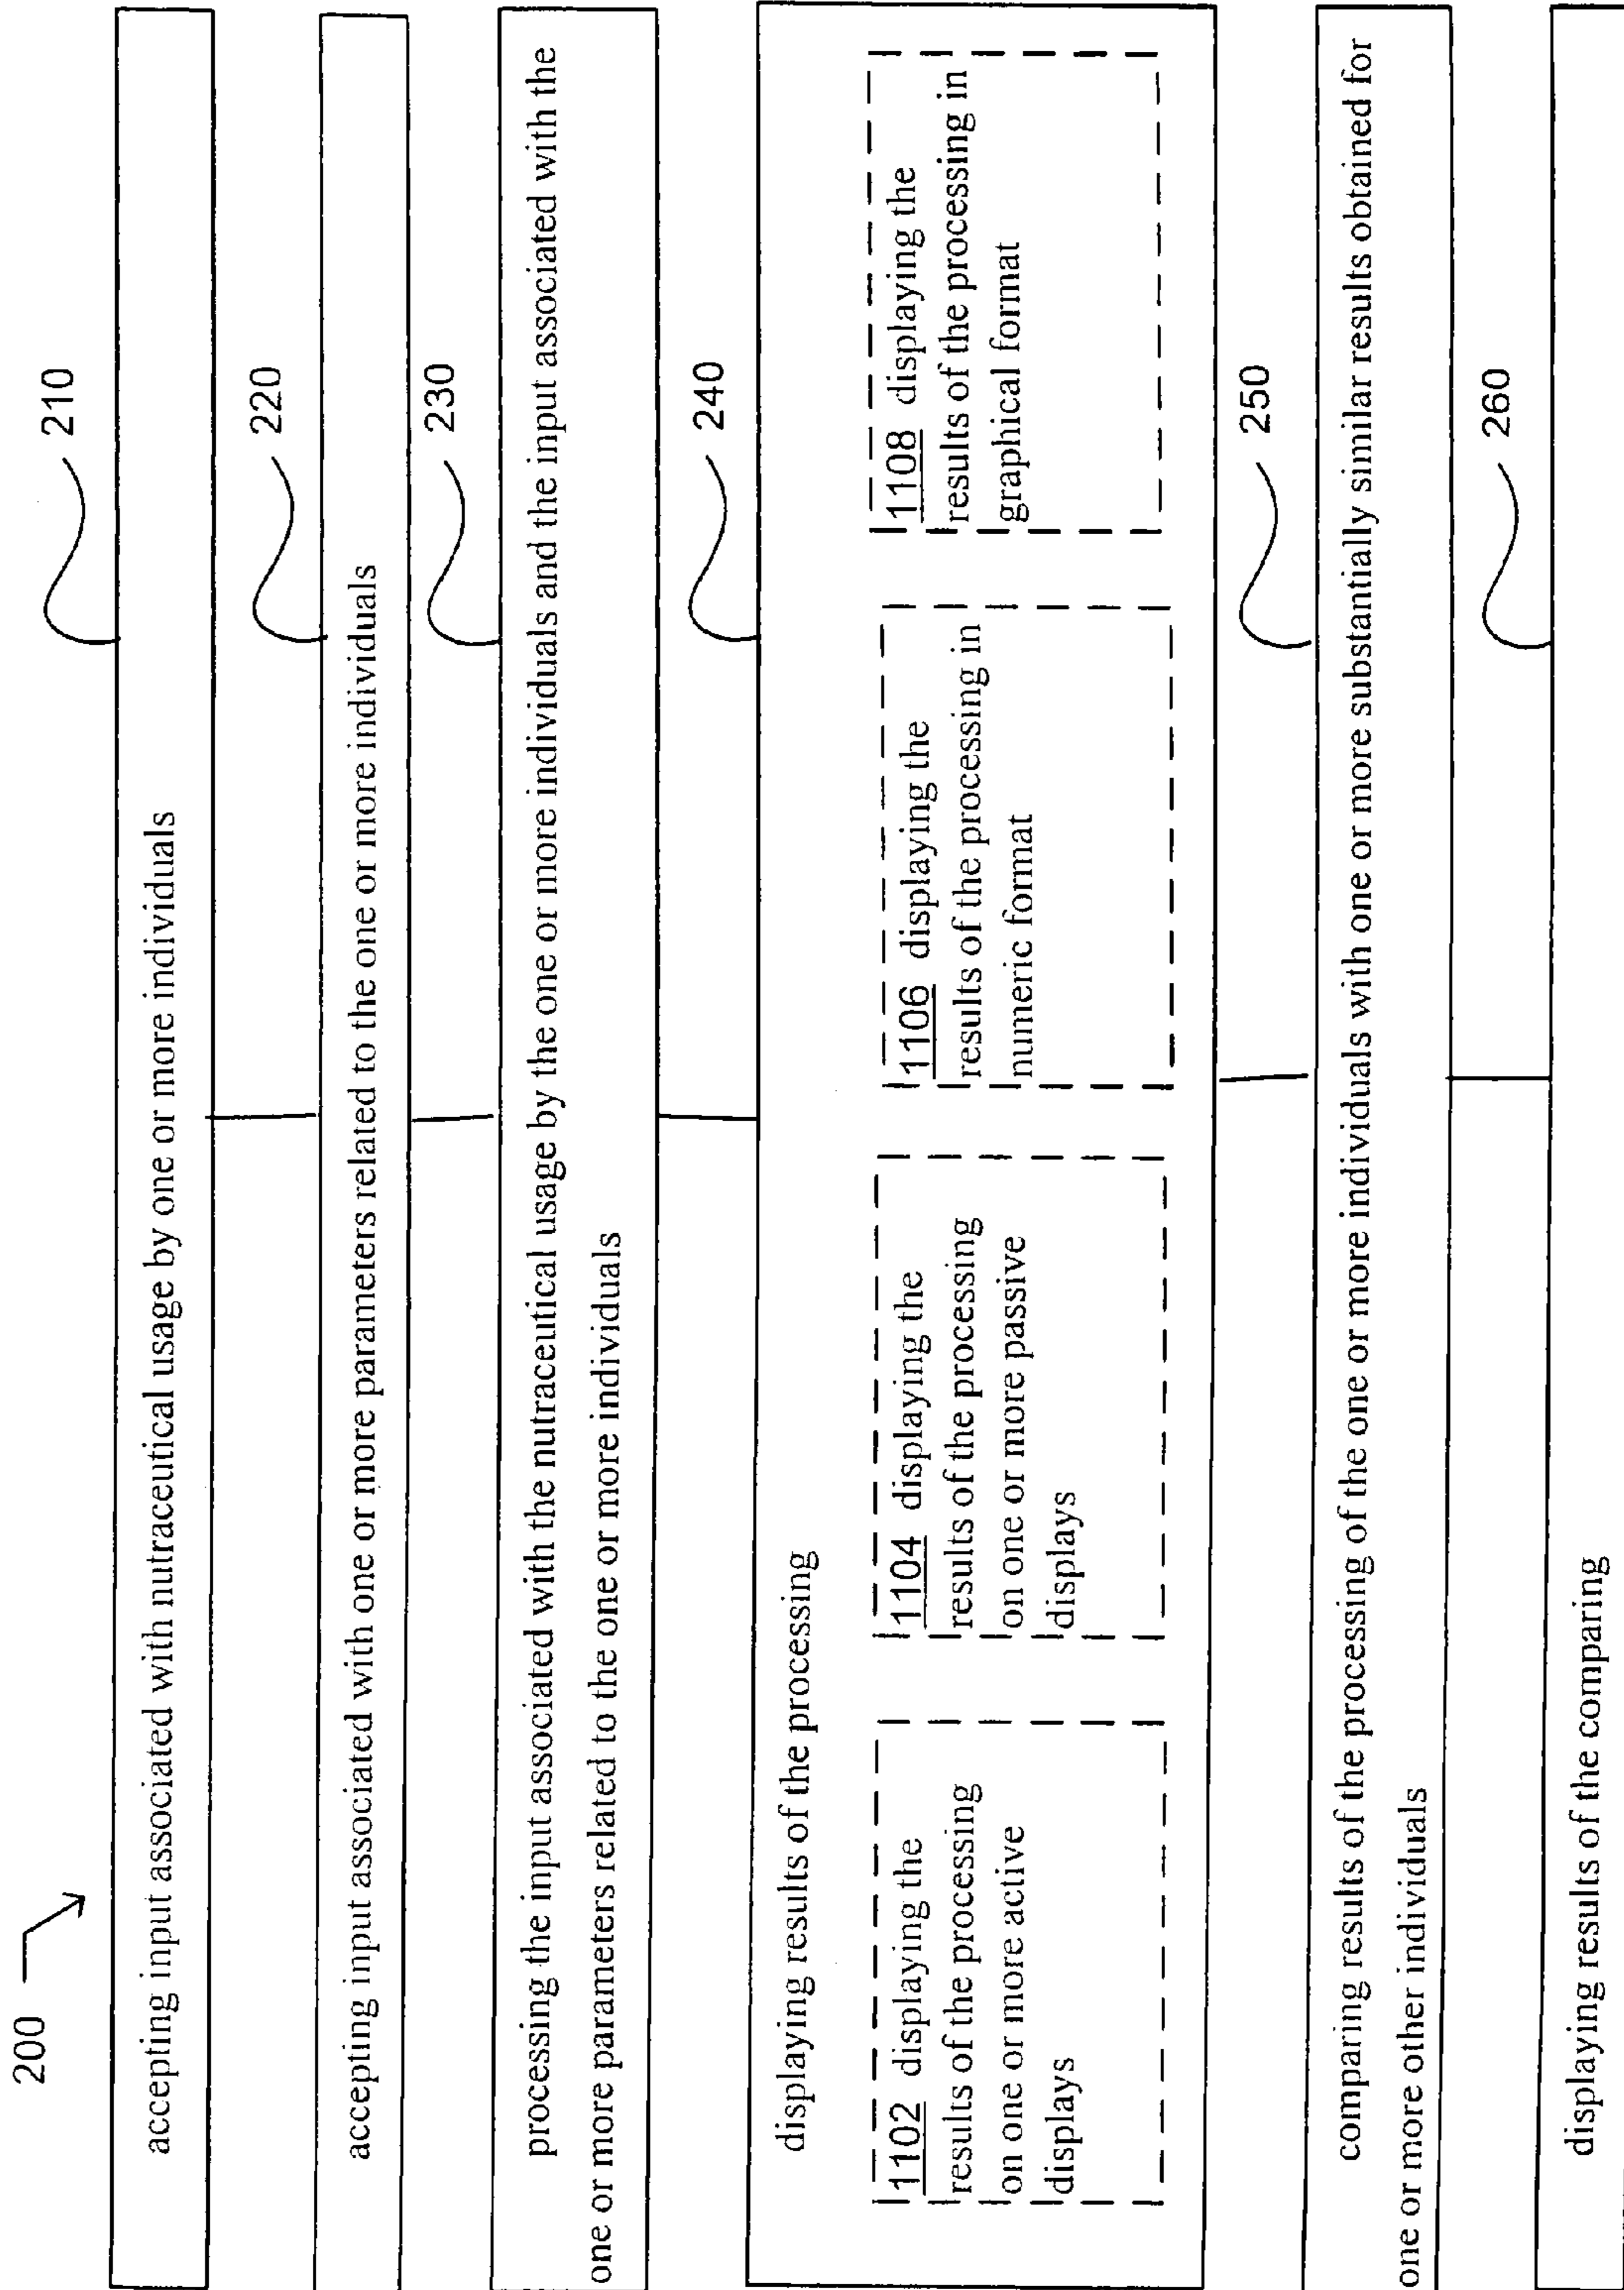 200
210
accepting input associated with nutraceutical usage by one or more individuals
220
accepting input associated with one or more parameters related to the one or more individuals
230
processing the input associated with the nutraceutical usage by the one or more individuals and the input associated with the
one or more parameters related to the one or more individuals
240
displaying results of the processing
1102 displaying the
results of the processing
on one or more active
displays
1104 displaying the
results of the processing
on one or more passive
displays
1106 displaying the
results of the processing in
numeric format
1108 displaying the
results of the processing in
graphical format
250
comparing results of the processing of the one or more individuals with one or more substantially similar results obtained for
one or more other individuals
260
displaying results of the comparing